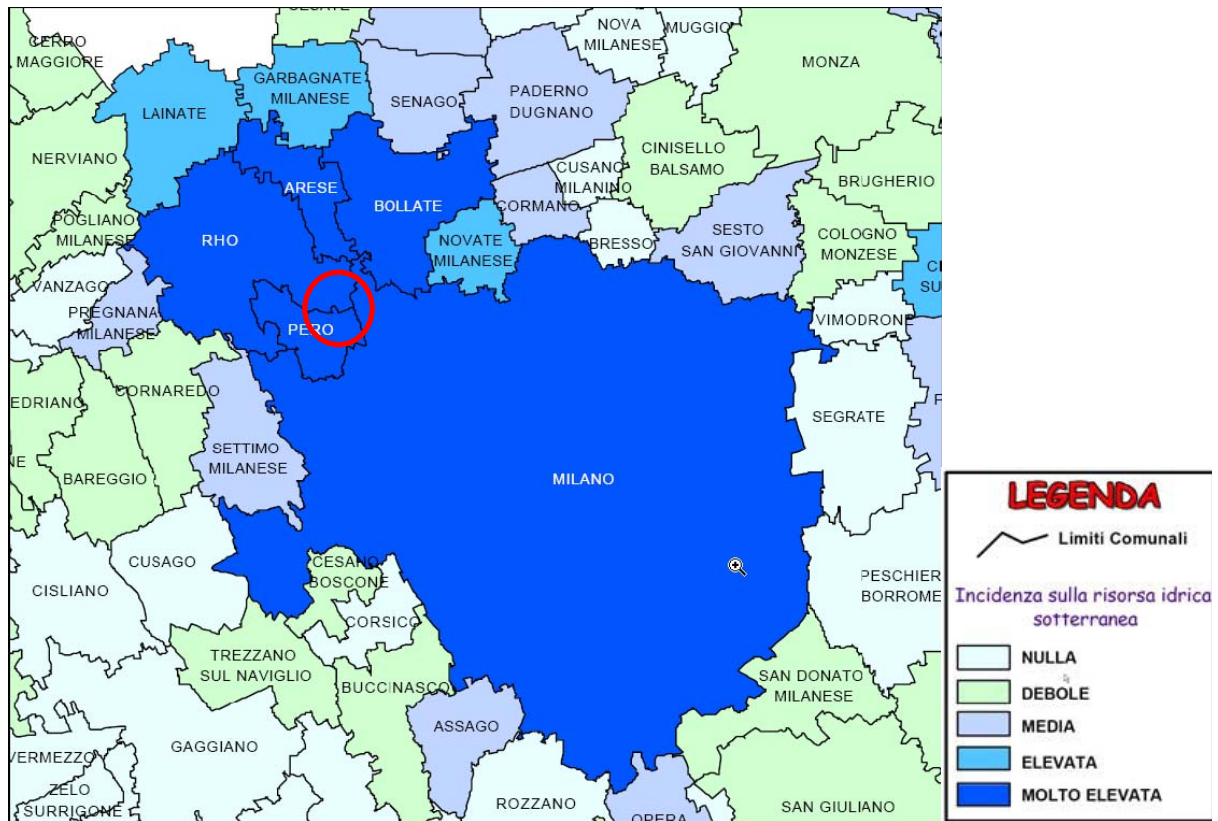 CERRO
MAGGIORE
NOVA
MILANESE
MUGGIO
MONZA
GARBAGNATE
MILANESE
SENAGO
PADERNO
DUGNANO
LAINATE
NERVIANO
CINISELLO
BALSAMO
CUSANO
MILANINO
BRUGHERIO
ARESE
BOLLATE
CORMANO
POGLIANO
MILANESE
RHO
NOVATE
MILANESE
BRESSO
SESTO
SAN GIOVANNI
COLOGNO
MONZESE
VANZAGO
PREGNANA
MILANESE
PERO
VIMODRONE
CORNAREDO
EDRIANO
SEGRATE
SETTIMO
MILANESE
BAREGGIO
MILANO
CUSAGO
CESANO
BOSCONE
CISLIANO
CORSICO
PESCHIER
BORROME
TREZZANO
SUL NAVIGLIO
BUCCINASCO
SAN DONATO
MILANESE
ASSAGO
GAGGIANO
VERMEZZO
ZELO
SURRIGONE
ROZZANO
OPERA
SAN GIULIANO
LEGENDA
Limiti Comunali
Incidenza sulla risorsa idrica
sotterranea
NULLA
DEBOLE
MEDIA
ELEVATA
MOLTO ELEVATA